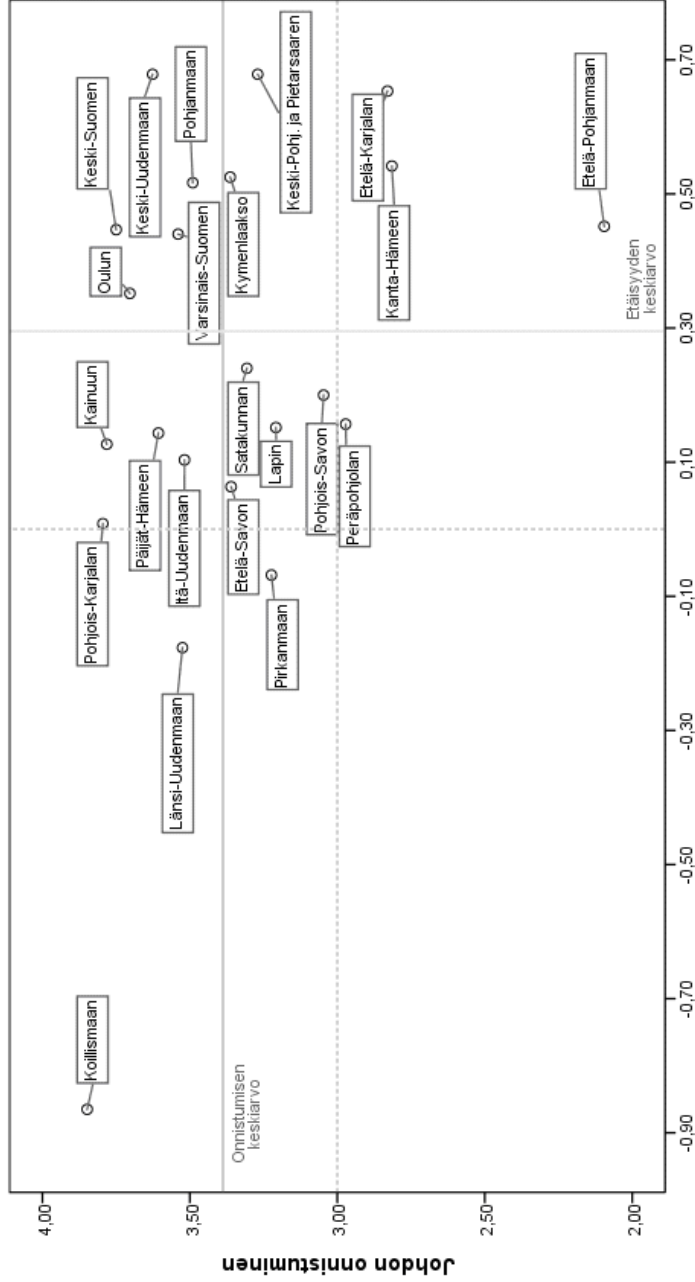 Johdon onnistuminen
4,00
3,50
3,00
2,50
2,00
Koillismaan
Länsi-Uudenmaan
Pohjois-Karjalan
Kainuun
Päijät-Hämeen
Itä-Uudenmaan
Oulun
Keski-Suomen
Keski-Uudenmaan
Pohjanmaan
Varsinais-Suomen
Kymenlaakso
Keski-Pohj. ja Pietarsaaren
Etelä-Savon
Satakunnan
Lapin
Pirkanmaan
Pohjois-Savon
Peräpohjolan
Etelä-Karjalan
Kanta-Hämeen
Etelä-Pohjanmaan
Onnistumisen
keskiarvo
Etäisyyden
keskiarvo
-0,90
-0,70
-0,50
-0,30
-0,10
0,10
0,30
0,50
0,70